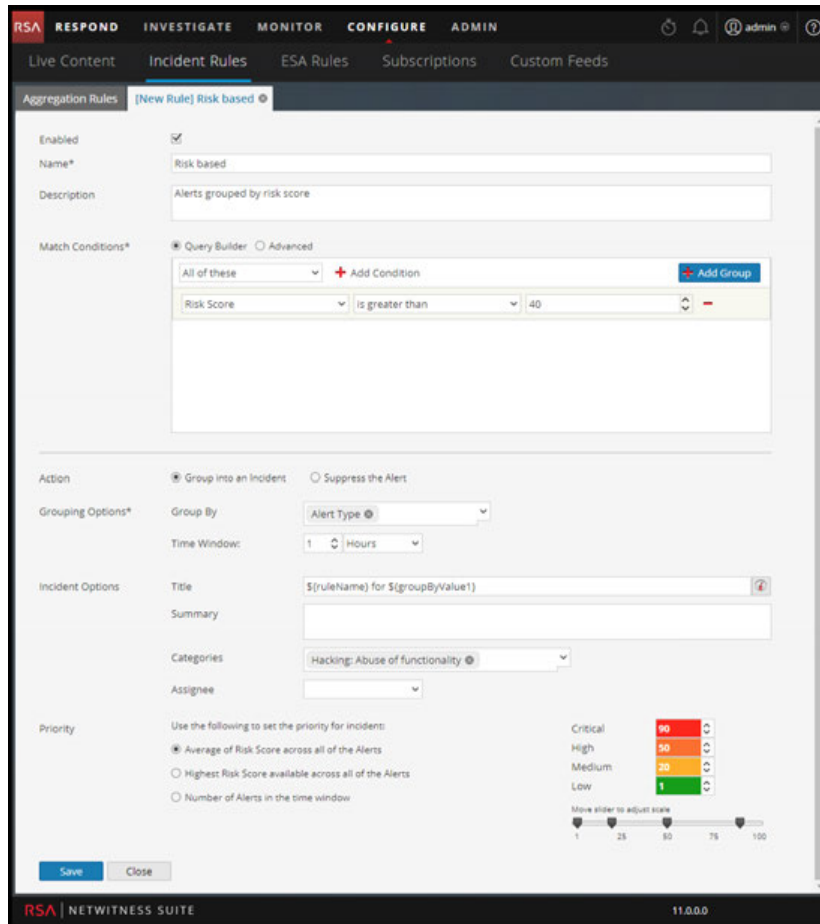 RSA RESPOND INVESTIGATE MONITOR CONFIGURE ADMIN admin
Live Content Incident Rules ESA Rules Subscriptions Custom Feeds
Aggregation Rules [New Rule] Risk based
Enabled
Name* Risk based
Description Alerts grouped by risk score
Match Conditions* Query Builder Advanced
All of these Add Condition Add Group
Risk Score is greater than 40
Action Group into an Incident Suppress the Alert
Grouping Options* Group By Alert Type
Time Window: 1 Hours
Incident Options Title ${ruleName} for ${groupByValue1}
Summary
Categories Hacking: Abuse of functionality
Assignee
Priority Use the following to set the priority for incident: Critical 90
Average of Risk Score across all of the Alerts High 50
Highest Risk Score available across all of the Alerts Medium 20
Number of Alerts in the time window Low 1
Move slider to adjust scale
1 25 50 75 100
Save Close
RSA | NETWITNESS SUITE 11.0.0.0